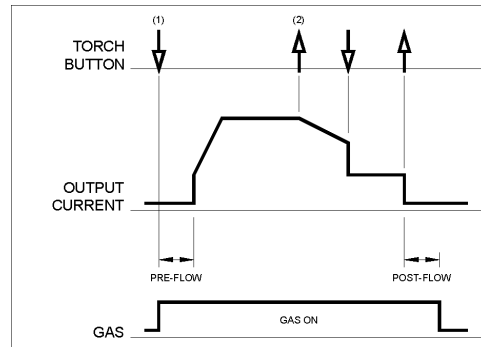 (1)
(2)
TORCH
BUTTON
OUTPUT
CURRENT
PRE-FLOW
POST-FLOW
GAS ON
GAS